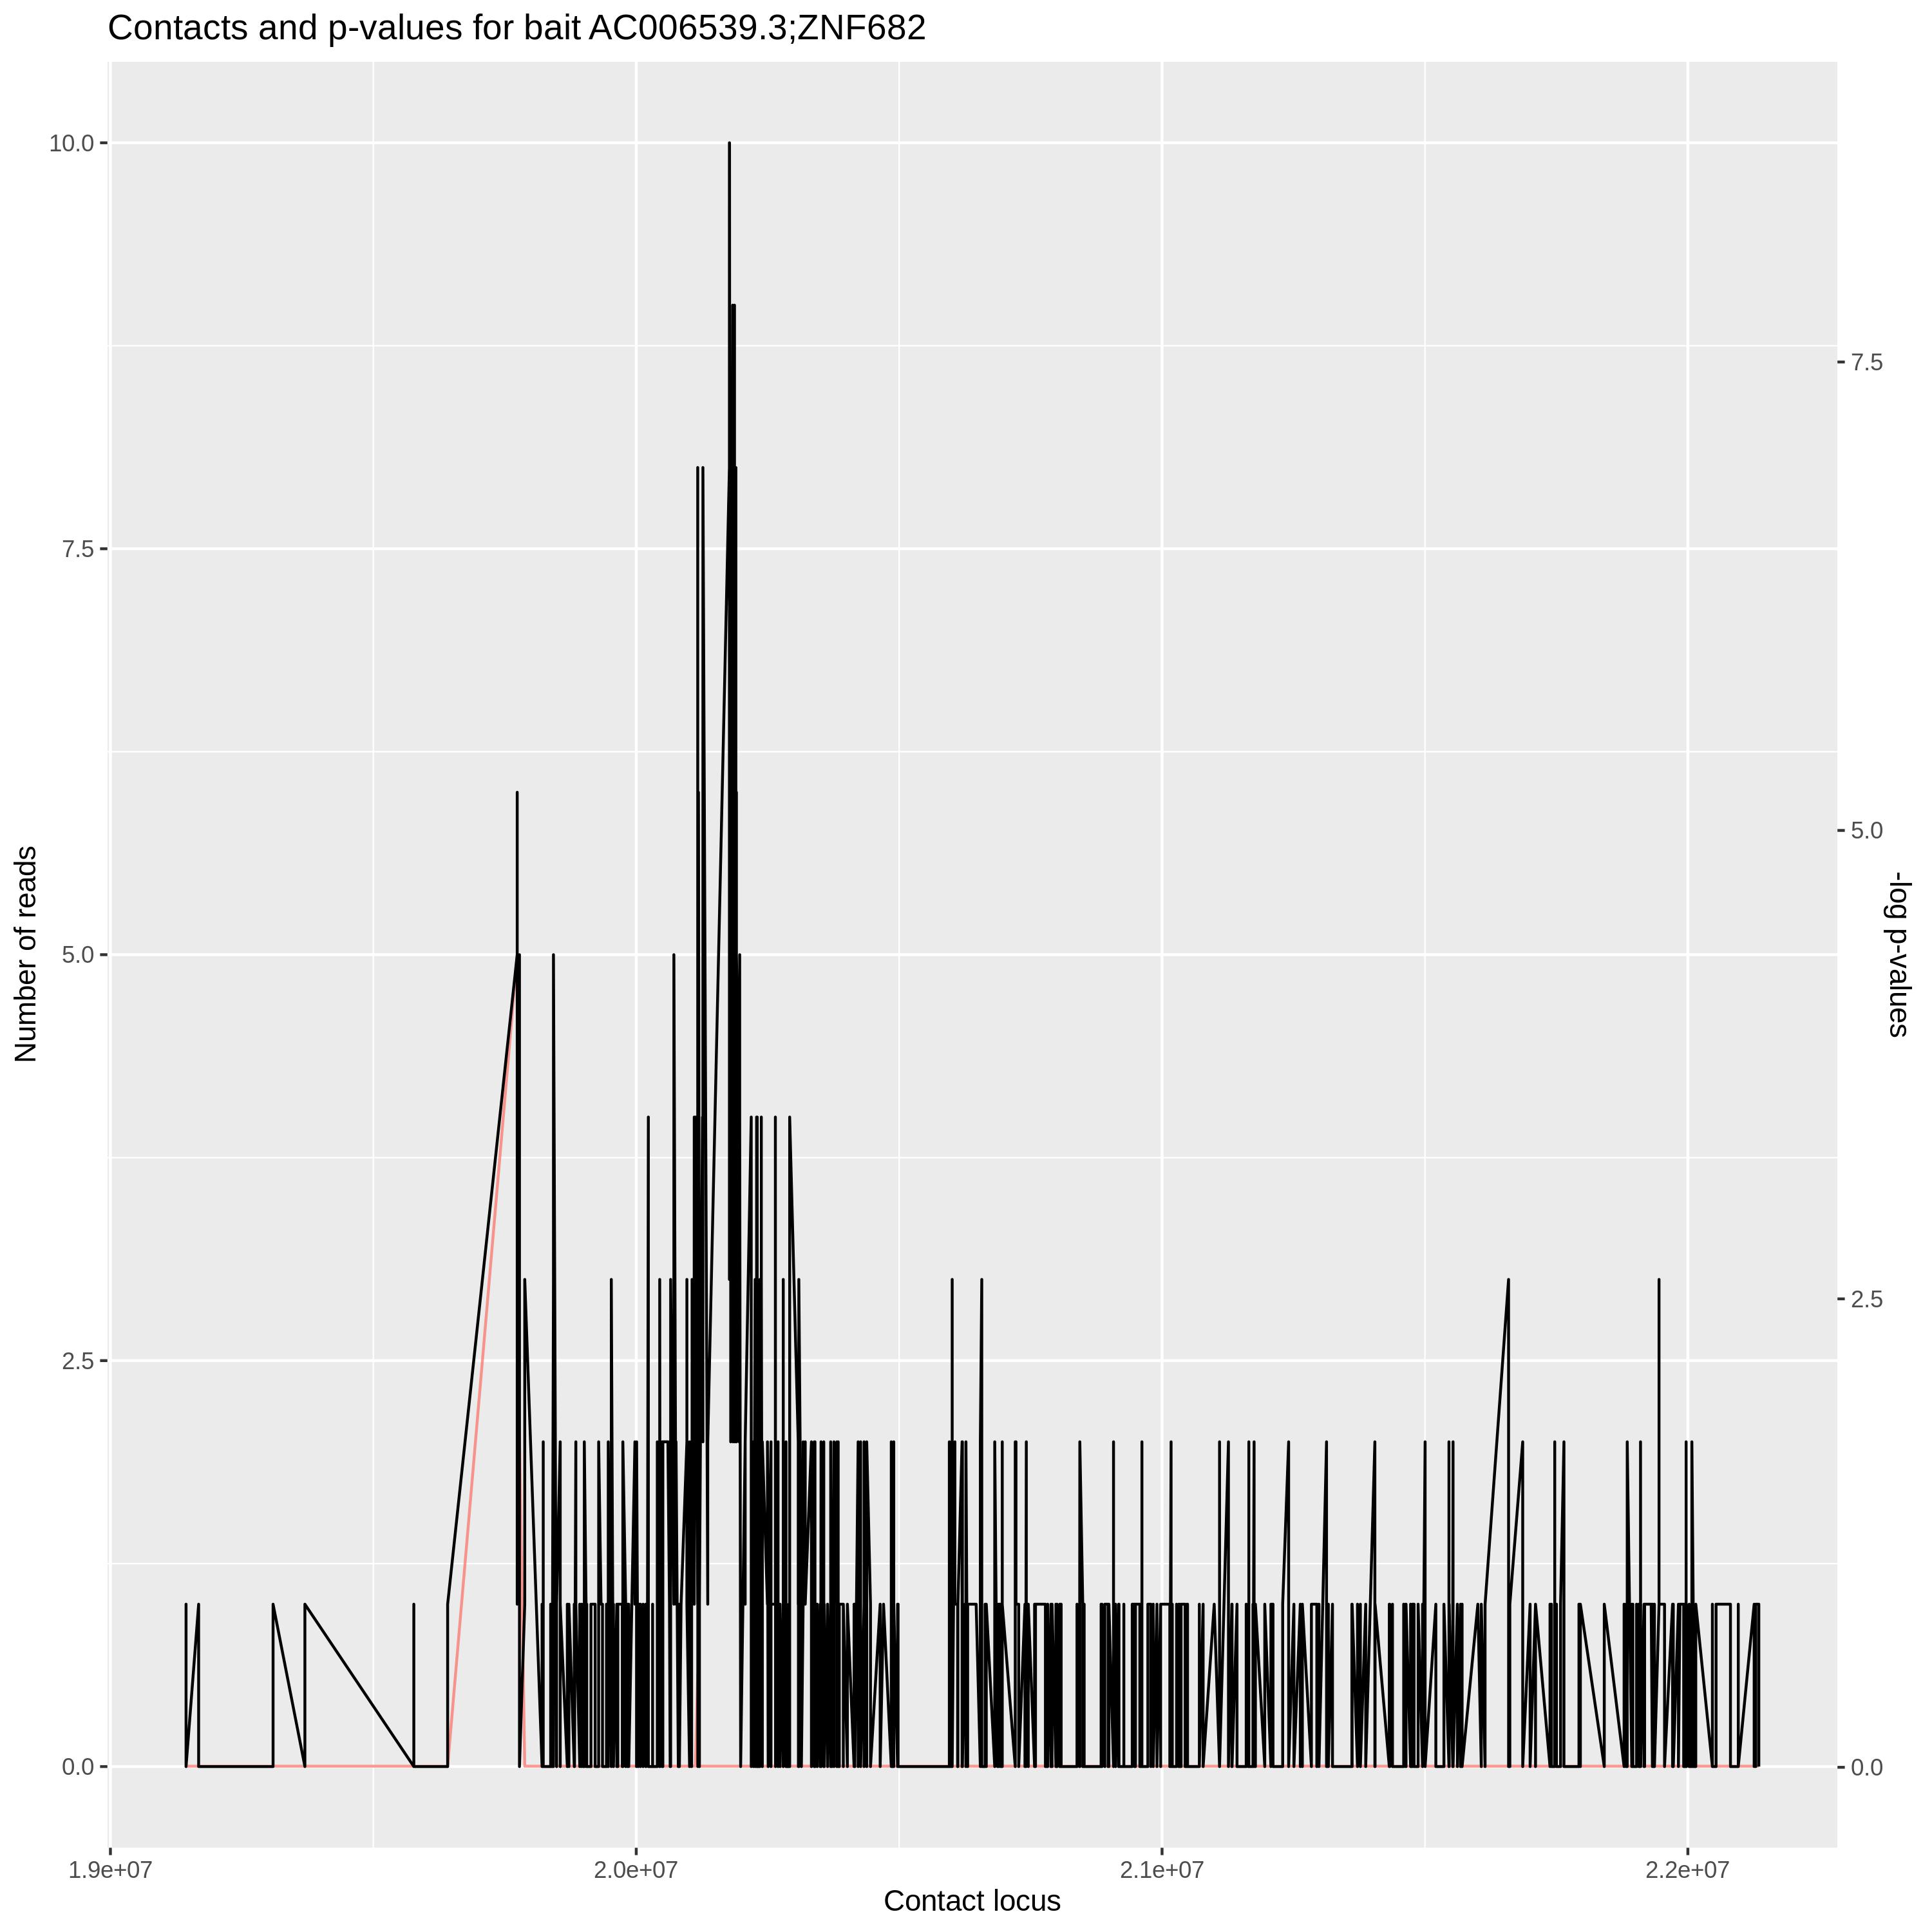 Contacts and p-values for bait AC006539.3;ZNF682
10.0
7.5
5.0
2.5
0.0
Number of reads
7.5
5.0
2.5
0.0
-log p-values
1.9e+07
2.0e+07
2.1e+07
2.2e+07
Contact locus